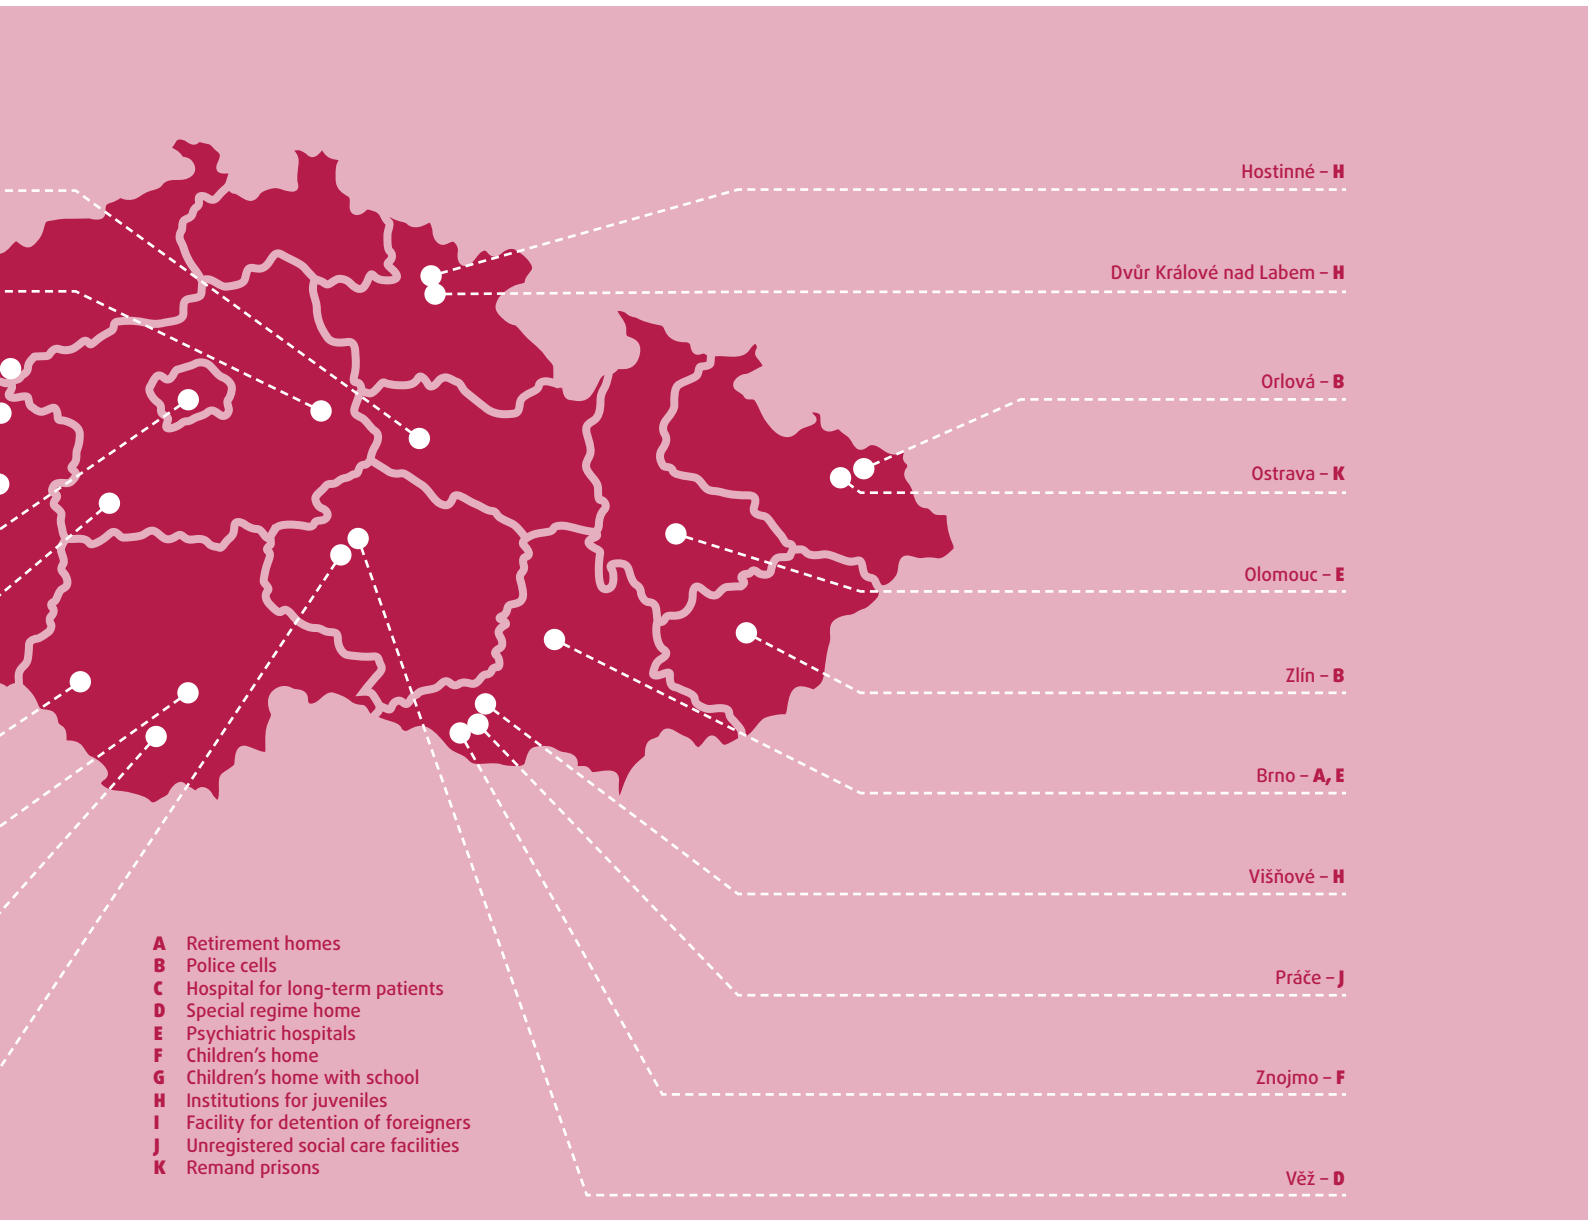 Hostinné – H
Dvůr Králové nad Labem – H
Orlová – B
Ostrava – K
Olomouc – E
Zlín – B
Brno – A, E
Višňové – H
Práče – J
Znojmo – F
Věž – D
A Retirement homes
B Police cells
C Hospital for long-term patients
D Special regime home
E Psychiatric hospitals
F Children’s home
G Children’s home with school
H Institutions for juveniles
I Facility for detention of foreigners
J Unregistered social care facilities
K Remand prisons